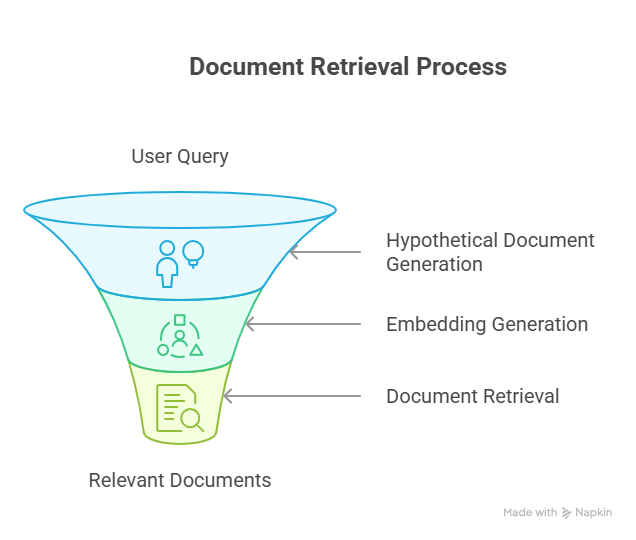 Document Retrieval Process
User Query
Hypothetical Document
Generation
Embedding Generation
Document Retrieval
Relevant Documents
Made with Napkin